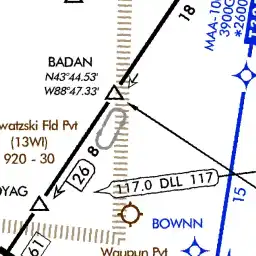 18
MAA-10
3900G
*2600
BADAN
N43°44.53'
W88°47.33'
watzski Fld Pvt
(13WI)
920 - 30
8
26
117.0 DLL 117
15
OYAG
BOWNN
61
Waupun Pvt